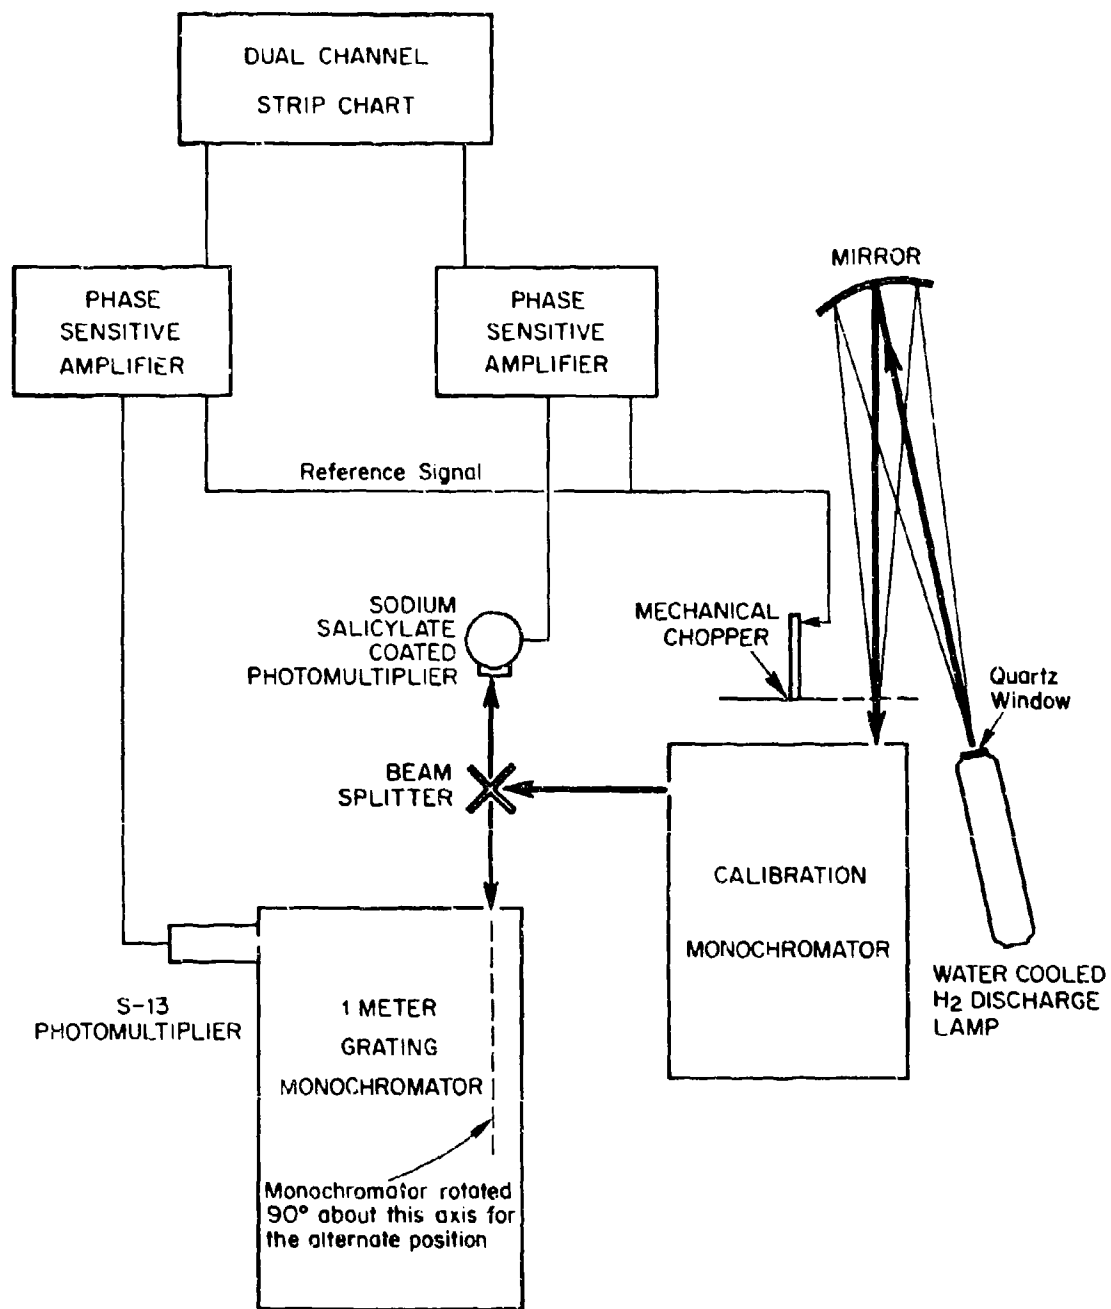 DUAL CHANNEL
STRIP CHART
MIRROR
PHASE
SENSITIVE
AMPLIFIER
PHASE
SENSITIVE
AMPLIFIER
Reference Signal
SODIUM
SALICYLATE
COATED
PHOTOMULTIPLIER
MECHANICAL
CHOPPER
Quartz
Window
BEAM
SPLITTER
CALIBRATION
MONOCHROMATOR
WATER COOLED
H2 DISCHARGE
LAMP
S-13
PHOTOMULTIPLIER
1 METER
GRATING
MONOCHROMATOR
Monochromator rotated
90° about this axis for
the alternate position